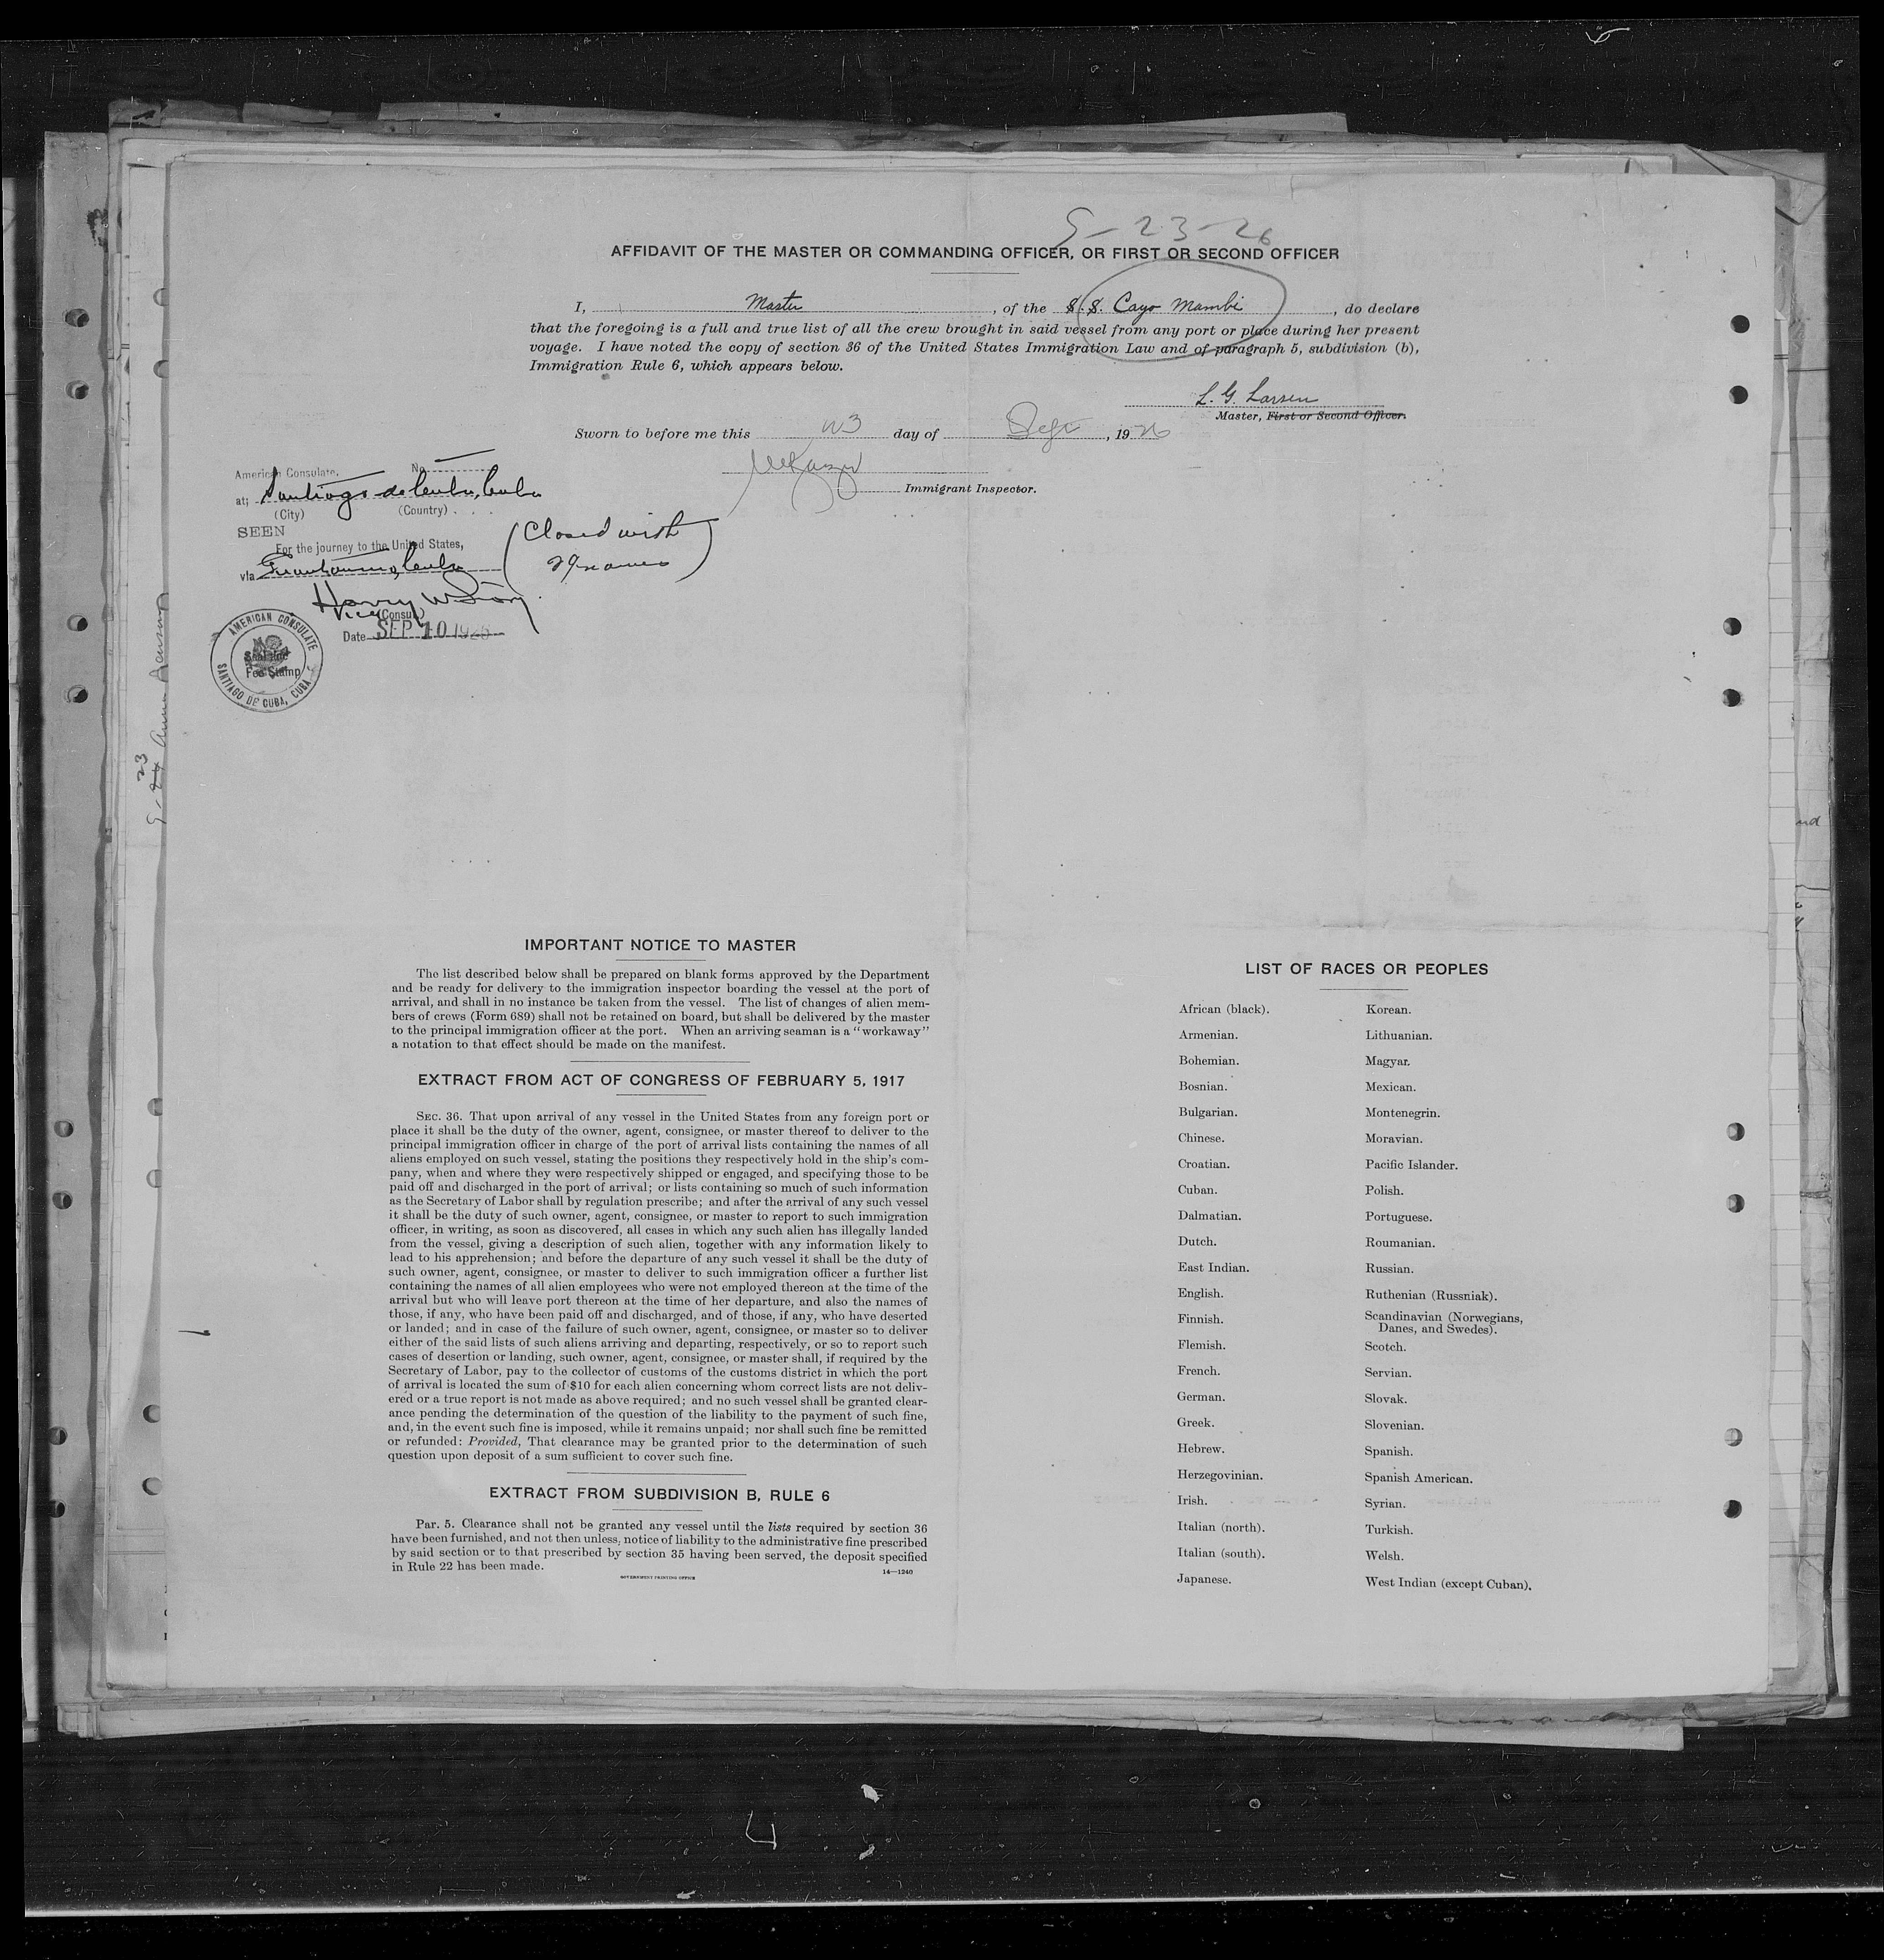 9-23-26
AFFIDAVIT OF THE MASTER OR COMMANDING OFFICER, OR FIRST OR SECOND OFFICER
I, Master, of the S.S. Cayo Mambi, do declare
that the foregoing is a full and true list of all the crew brought in said vessel from any port or place during her present
voyage. I have noted the copy of section 36 of the United States Immigration Law and of paragraph 5, subdivision (b),
Immigration Rule 6, which appears below.
L. G. Larsen
Master, First or Second Officer.
Sworn to before me this 23 day of Sept, 1926
Immigrant Inspector.
American Consulate, No.
at; Santiago de Cuba, Cuba
(City) (Country)
SEEN
For the journey to the United States,
via Guantanamo, Cuba
(Closed with
29 names)
Harry W. Story
Vice (Consul)
Date SEP 10 1926
AMERICAN CONSULATE
SANTIAGO DE CUBA, CUBA
Seal and
Fee Stamp
IMPORTANT NOTICE TO MASTER
The list described below shall be prepared on blank forms approved by the Department
and be ready for delivery to the immigration inspector boarding the vessel at the port of
arrival, and shall in no instance be taken from the vessel. The list of changes of alien mem-
bers of crews (Form 689) shall not be retained on board, but shall be delivered by the master
to the principal immigration officer at the port. When an arriving seaman is a "workaway"
a notation to that effect should be made on the manifest.
EXTRACT FROM ACT OF CONGRESS OF FEBRUARY 5, 1917
SEC. 36. That upon arrival of any vessel in the United States from any foreign port or
place it shall be the duty of the owner, agent, consignee, or master thereof to deliver to the
principal immigration officer in charge of the port of arrival lists containing the names of all
aliens employed on such vessel, stating the positions they respectively hold in the ship's com-
pany, when and where they were respectively shipped or engaged, and specifying those to be
paid off and discharged in the port of arrival; or lists containing so much of such information
as the Secretary of Labor shall by regulation prescribe; and after the arrival of any such vessel
it shall be the duty of such owner, agent, consignee, or master to report to such immigration
officer, in writing, as soon as discovered, all cases in which any such alien has illegally landed
from the vessel, giving a description of such alien, together with any information likely to
lead to his apprehension; and before the departure of any such vessel it shall be the duty of
such owner, agent, consignee, or master to deliver to such immigration officer a further list
containing the names of all alien employees who were not employed thereon at the time of the
arrival but who will leave port thereon at the time of her departure, and also the names of
those, if any, who have been paid off and discharged, and of those, if any, who have deserted
or landed; and in case of the failure of such owner, agent, consignee, or master so to deliver
either of the said lists of such aliens arriving and departing, respectively, or so to report such
cases of desertion or landing, such owner, agent, consignee, or master shall, if required by the
Secretary of Labor, pay to the collector of customs of the customs district in which the port
of arrival is located the sum of $10 for each alien concerning whom correct lists are not deliv-
ered or a true report is not made as above required; and no such vessel shall be granted clear-
ance pending the determination of the question of the liability to the payment of such fine,
and, in the event such fine is imposed, while it remains unpaid; nor shall such fine be remitted
or refunded: Provided, That clearance may be granted prior to the determination of such
question upon deposit of a sum sufficient to cover such fine.
EXTRACT FROM SUBDIVISION B, RULE 6
Par. 5. Clearance shall not be granted any vessel until the lists required by section 36
have been furnished, and not then unless, notice of liability to the administrative fine prescribed
by said section or to that prescribed by section 35 having been served, the deposit specified
in Rule 22 has been made.
14—1240
GOVERNMENT PRINTING OFFICE
LIST OF RACES OR PEOPLES
African (black).
Armenian.
Bohemian.
Bosnian.
Bulgarian.
Chinese.
Croatian.
Cuban.
Dalmatian.
Dutch.
East Indian.
English.
Finnish.
Flemish.
French.
German.
Greek.
Hebrew.
Herzegovinian.
Irish.
Italian (north).
Italian (south).
Japanese.
Korean.
Lithuanian.
Magyar.
Mexican.
Montenegrin.
Moravian.
Pacific Islander.
Polish.
Portuguese.
Roumanian.
Russian.
Ruthenian (Russniak).
Scandinavian (Norwegians,
Danes, and Swedes).
Scotch.
Servian.
Slovak.
Slovenian.
Spanish.
Spanish American.
Syrian.
Turkish.
Welsh.
West Indian (except Cuban).